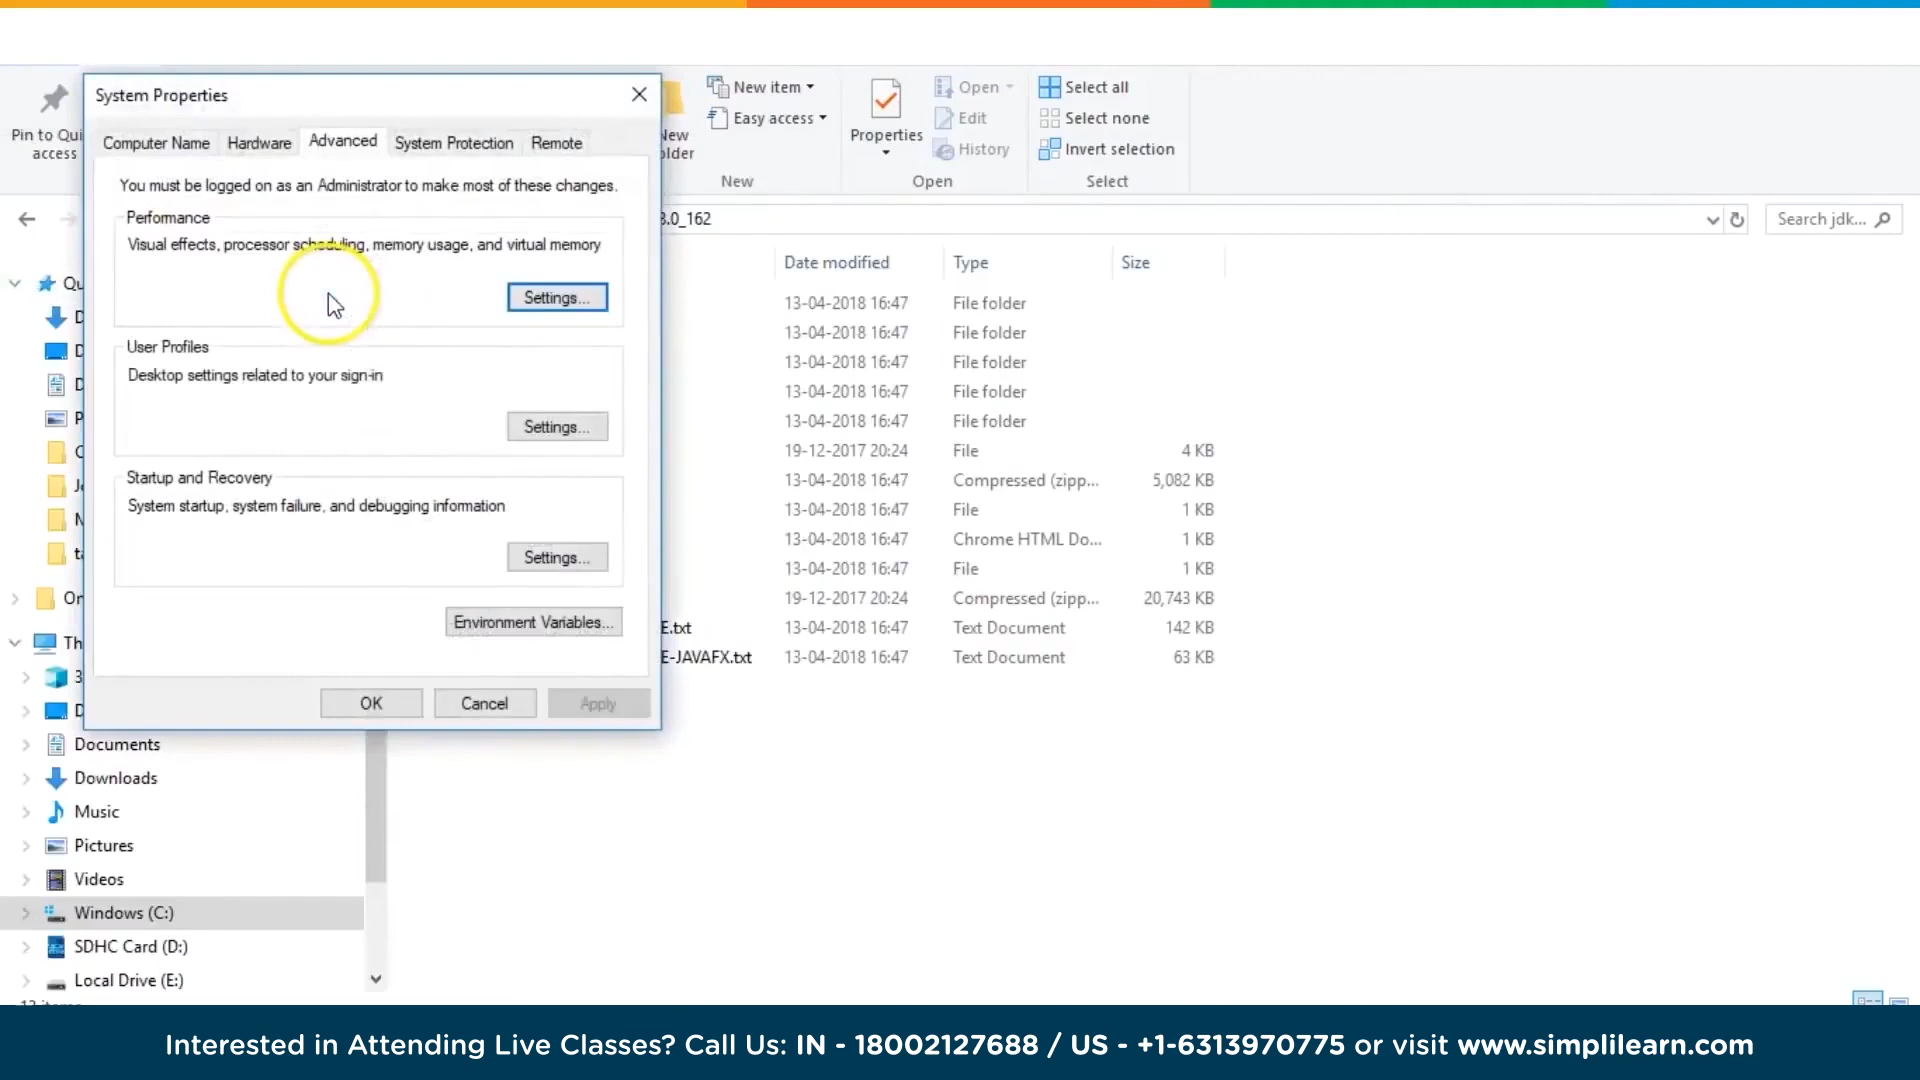 System Properties
Computer Name Hardware Advanced System Protection Remote
You must be logged on as an Administrator to make most of these changes.
Performance
Visual effects, processor scheduling, memory usage, and virtual memory
Settings...
User Profiles
Desktop settings related to your sign-in
Settings...
Startup and Recovery
System startup, system failure, and debugging information
Settings...
Environment Variables...
OK Cancel Apply
Pin to Qui
access
New item
Easy access
New
Properties
Open
Edit
History
Open
Select all
Select none
Invert selection
Select
3.0_162
Search jdk...
Date modified Type Size
13-04-2018 16:47 File folder
13-04-2018 16:47 File folder
13-04-2018 16:47 File folder
13-04-2018 16:47 File folder
13-04-2018 16:47 File folder
19-12-2017 20:24 File 4 KB
13-04-2018 16:47 Compressed (zipp... 5,082 KB
13-04-2018 16:47 File 1 KB
13-04-2018 16:47 Chrome HTML Do... 1 KB
13-04-2018 16:47 File 1 KB
19-12-2017 20:24 Compressed (zipp... 20,743 KB
E.txt 13-04-2018 16:47 Text Document 142 KB
E-JAVAFX.txt 13-04-2018 16:47 Text Document 63 KB
Qu
Or
Th
Documents
Downloads
Music
Pictures
Videos
Windows (C:)
SDHC Card (D:)
Local Drive (E:)
Interested in Attending Live Classes? Call Us: IN - 18002127688 / US - +1-6313970775 or visit www.simplilearn.com